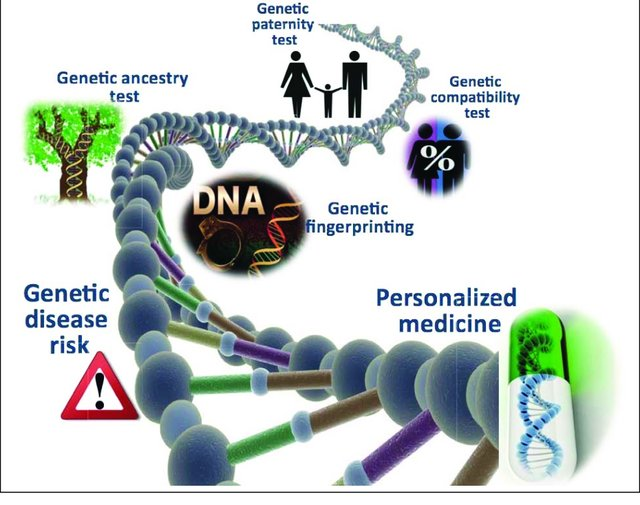 Genetic
paternity
test
Genetic ancestry
test
Genetic
compatibility
test
%
DNA
Genetic
fingerprinting
Genetic
disease
risk
!
Personalized
medicine